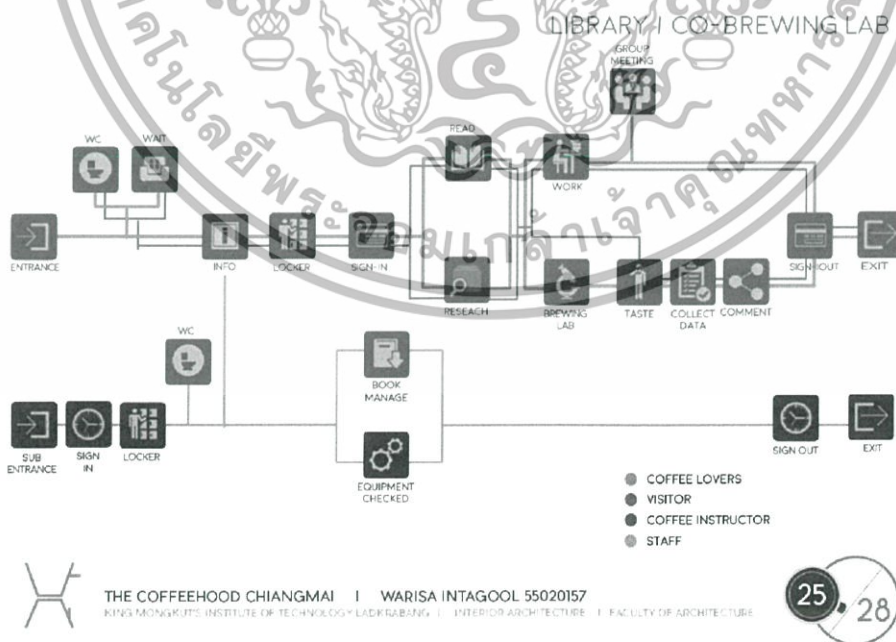 LIBRARY I CO-BREWING LAB
GROUP
MEETING
WC
WAIT
READ
WORK
ENTRANCE
INFO
LOCKER
SIGN-IN
SIGN-OUT
EXIT
RESEACH
BREWING
LAB
TASTE
COLLECT
DATA
COMMENT
WC
BOOK
MANAGE
SUB
ENTRANCE
SIGN
IN
LOCKER
EQUIPMENT
CHECKED
SIGN OUT
EXIT
COFFEE LOVERS
VISITOR
COFFEE INSTRUCTOR
STAFF
THE COFFEEHOOD CHIANGMAI I WARISA INTAGOOL 55020157
KING MONGKUT'S INSTITUTE OF TECHNOLOGY LADKRABANG I INTERIOR ARCHITECTURE I FACULTY OF ARCHITECTURE
25
28